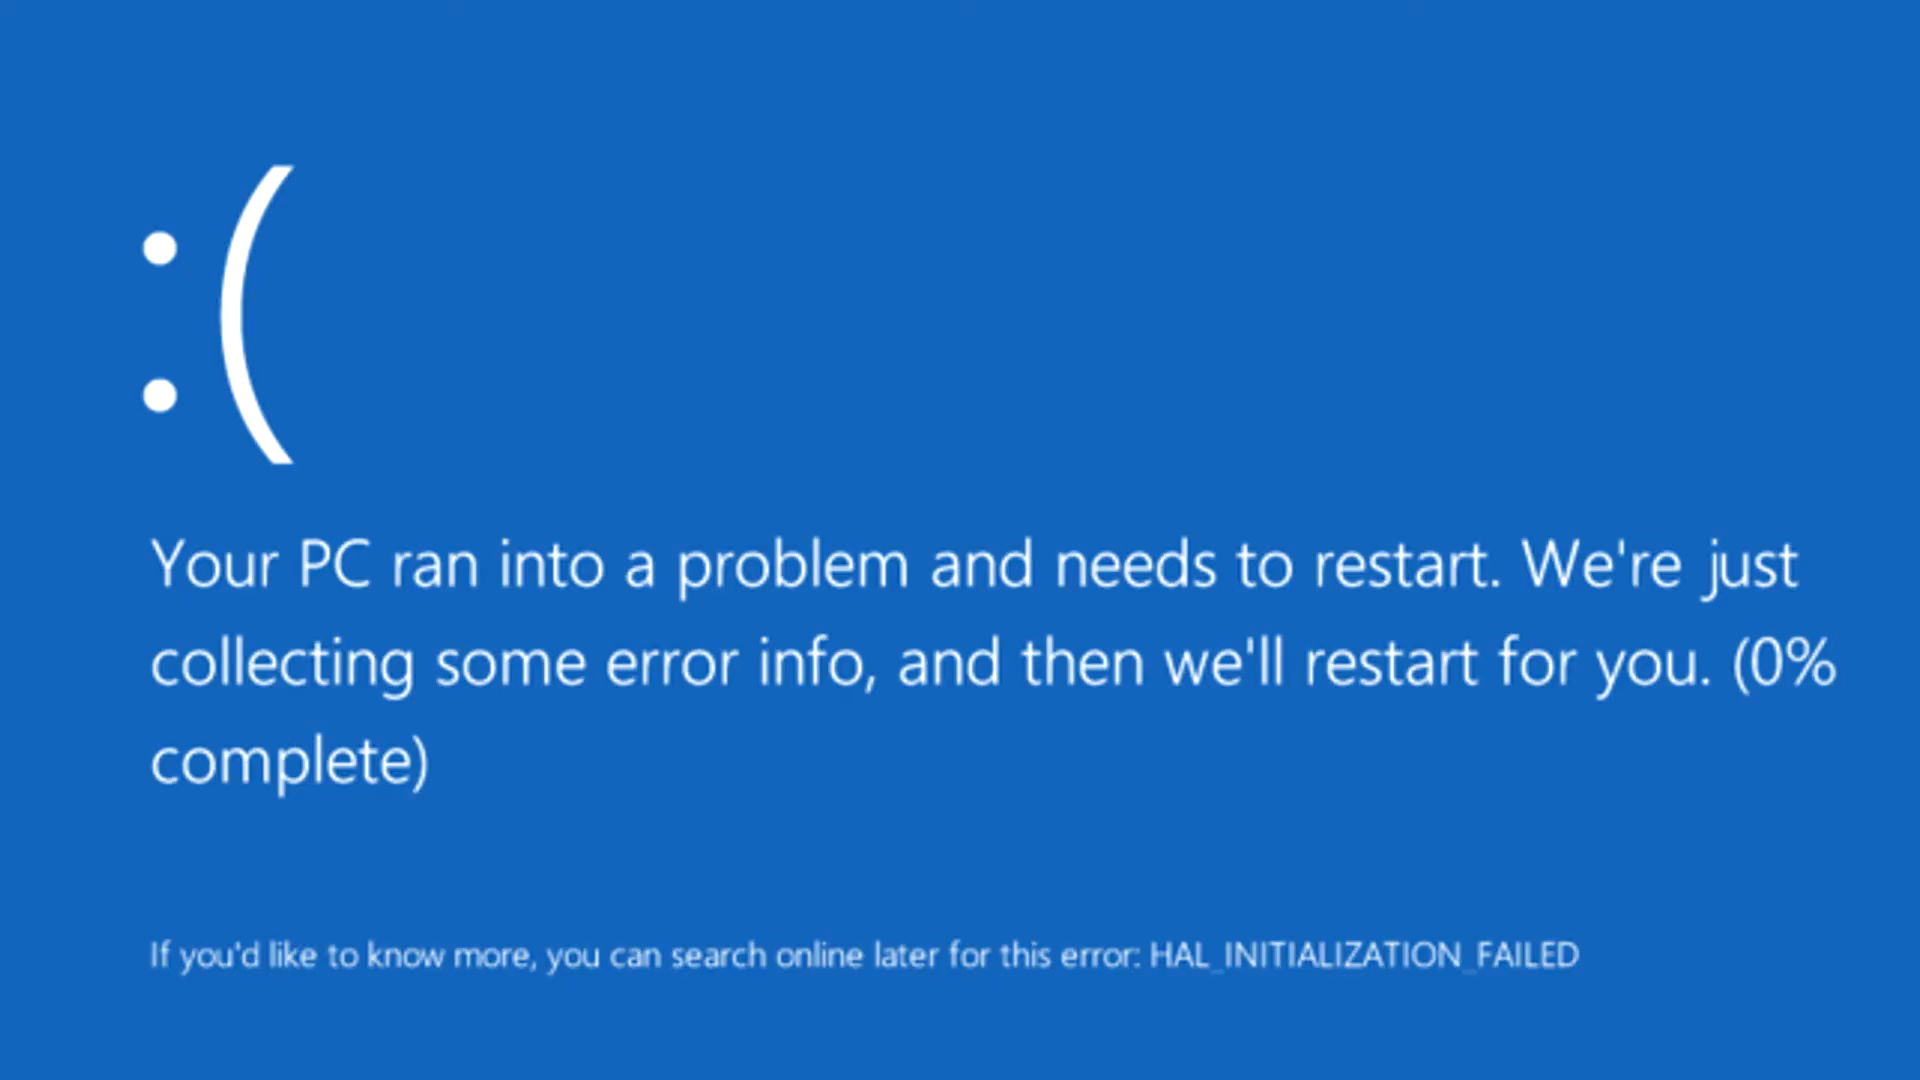 :(
Your PC ran into a problem and needs to restart. We're just
collecting some error info, and then we'll restart for you. (0%
complete)
If you'd like to know more, you can search online later for this error: HAL_INITIALIZATION_FAILED